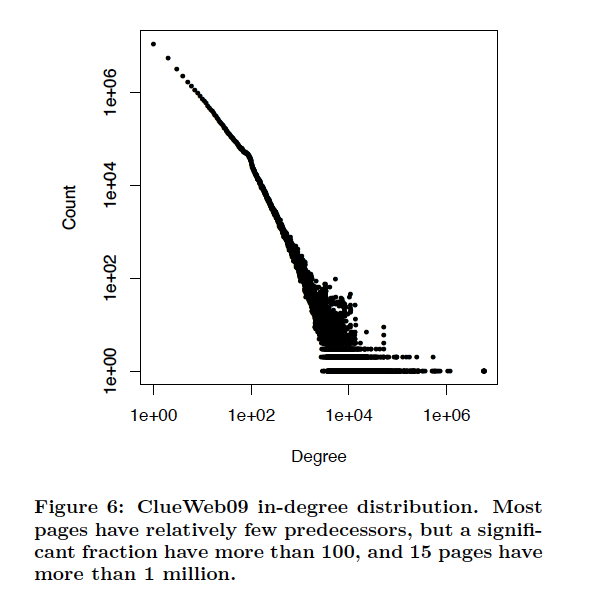 1e+06
1e+04
1e+02
1e+00
Count
1e+00 1e+02 1e+04 1e+06
Degree
Figure 6: ClueWeb09 in-degree distribution. Most
pages have relatively few predecessors, but a signifi-
cant fraction have more than 100, and 15 pages have
more than 1 million.